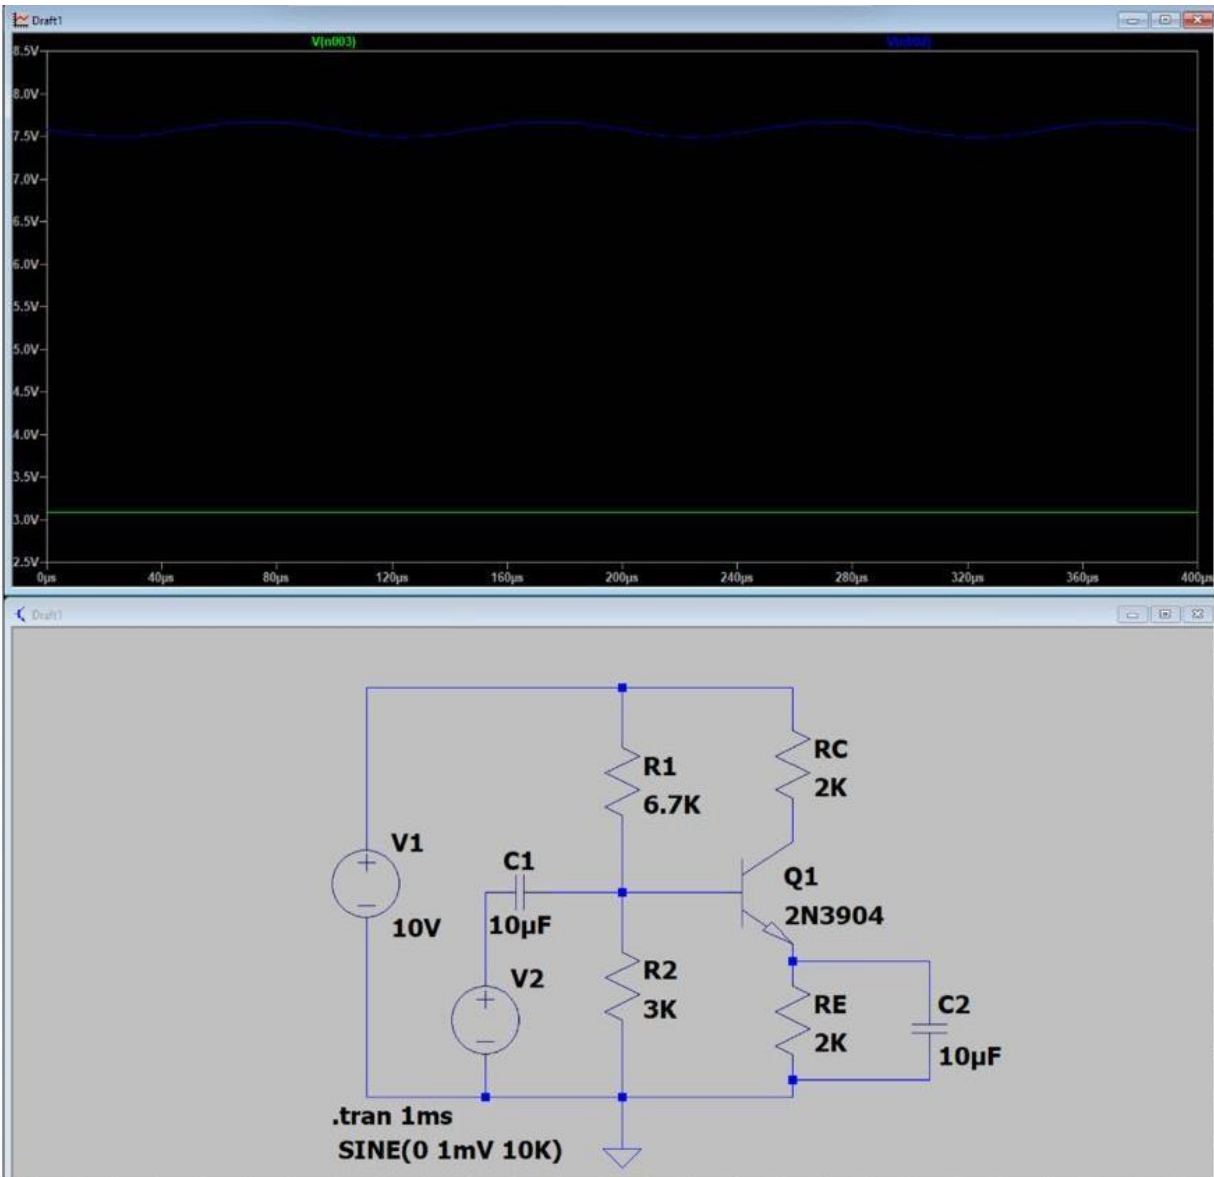 Draft1
V(n003)
8.5V
8.0V
7.5V
7.0V
6.5V
6.0V
5.5V
5.0V
4.5V
4.0V
3.5V
3.0V
2.5V
0µs 40µs 80µs 120µs 160µs 200µs 240µs 280µs 320µs 360µs 400µs
Draft1
RC
2K
R1
6.7K
V1
10V
C1
10µF
Q1
2N3904
V2
R2
3K
RE
2K
C2
10µF
.tran 1ms
SINE(0 1mV 10K)